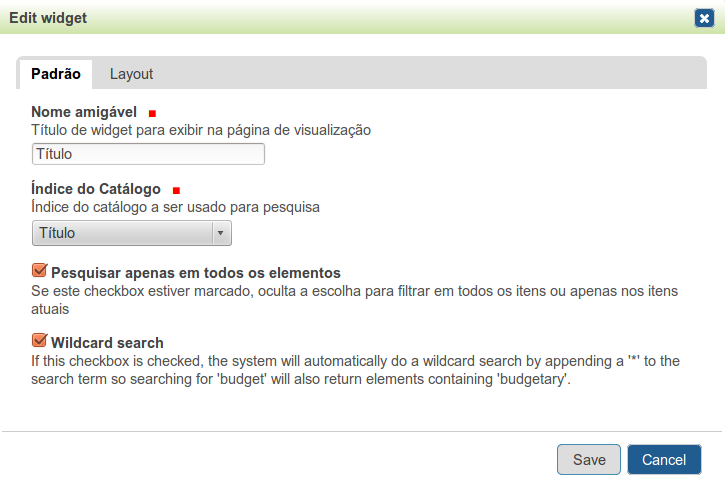 Edit widget
Padrão
Layout
Nome amigável
Título de widget para exibir na página de visualização
Título
Índice do Catálogo
Índice do catálogo a ser usado para pesquisa
Título
Pesquisar apenas em todos os elementos
Se este checkbox estiver marcado, oculta a escolha para filtrar em todos os itens ou apenas nos itens
atuais
Wildcard search
If this checkbox is checked, the system will automatically do a wildcard search by appending a '*' to the
search term so searching for 'budget' will also return elements containing 'budgetary'.
Save
Cancel